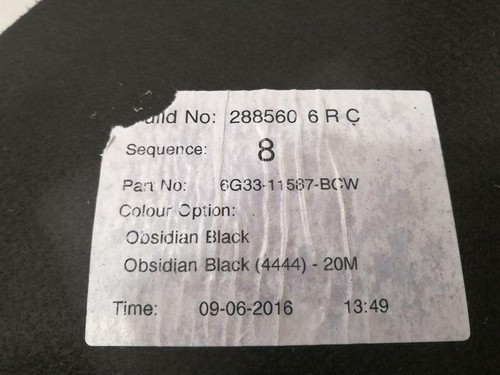 No: 288560 6 R C
Sequence: 8
Part No: 6G33-11587-BCW
Colour Option:
Obsidian Black
Obsidian Black (4444) - 20M
Time: 09-06-2016 13:49